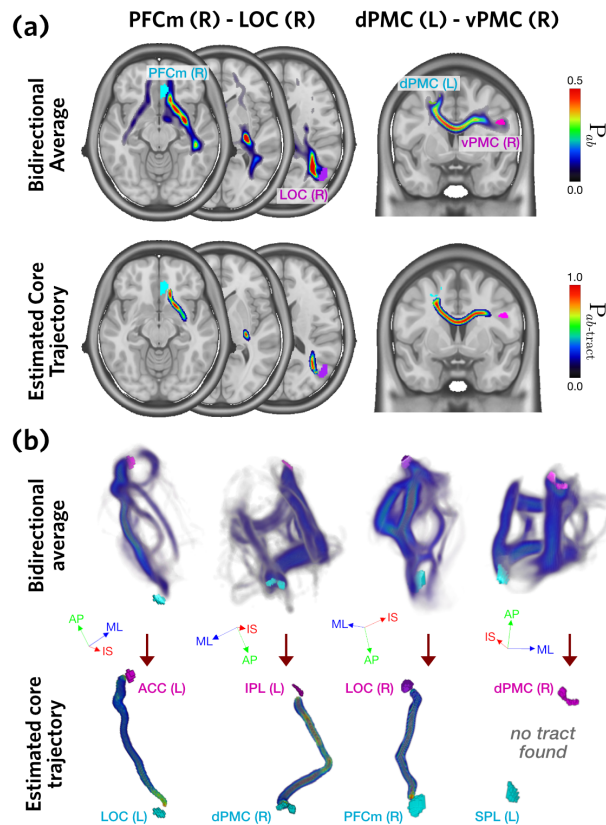 (a)
PFCm (R) - LOC (R)
dPMC (L) - vPMC (R)
Bidirectional
Average
PFCm (R)
LOC (R)
dPMC (L)
vPMC (R)
0.5
0.0
P_ab
Estimated Core
Trajectory
1.0
0.0
P_ab-tract
(b)
Bidirectional
average
AP
ML
IS
ML
IS
AP
ML
IS
AP
AP
IS
ML
Estimated core
trajectory
ACC (L)
LOC (L)
IPL (L)
dPMC (R)
LOC (R)
PFCm (R)
dPMC (R)
no tract
found
SPL (L)